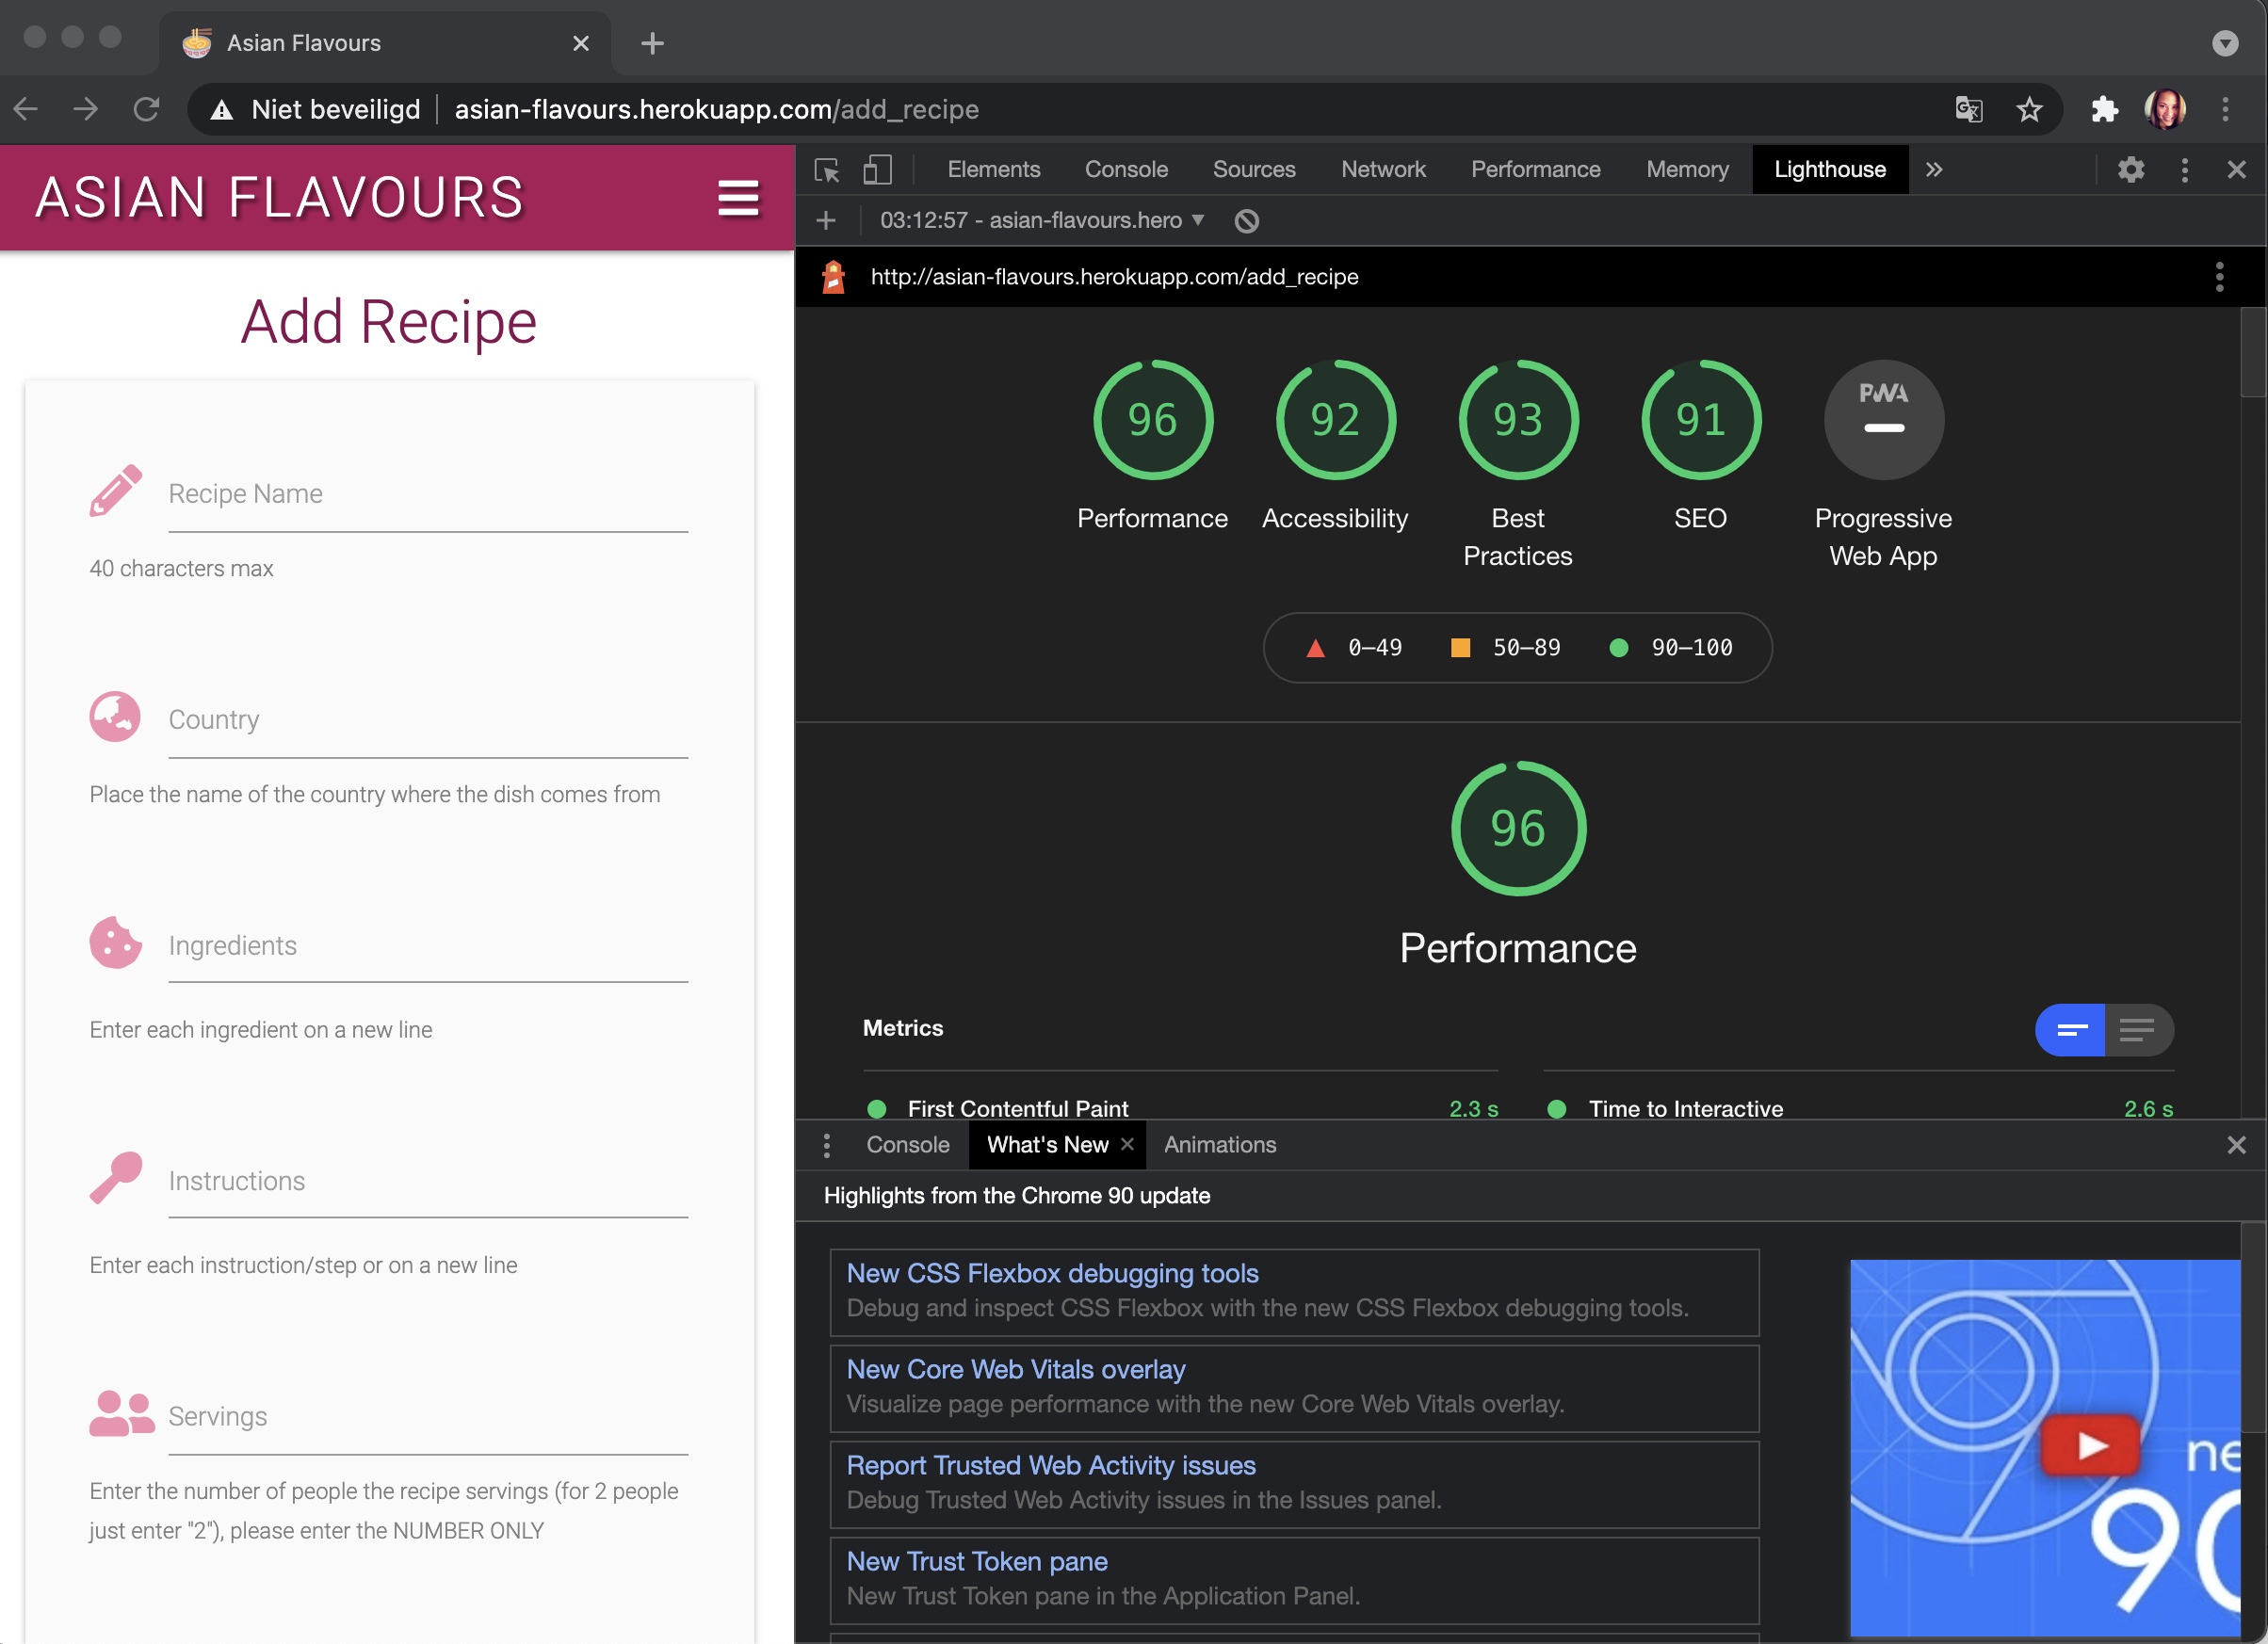 Asian Flavours
Niet beveiligd
asian-flavours.herokuapp.com/add_recipe
ASIAN FLAVOURS
Add Recipe
Recipe Name
40 characters max
Country
Place the name of the country where the dish comes from
Ingredients
Enter each ingredient on a new line
Instructions
Enter each instruction/step or on a new line
Servings
Enter the number of people the recipe servings (for 2 people
just enter "2"), please enter the NUMBER ONLY
Elements Console Sources Network Performance Memory Lighthouse
03:12:57 - asian-flavours.hero
http://asian-flavours.herokuapp.com/add_recipe
96 92 93 91 PWA
Performance Accessibility Best Practices SEO Progressive Web App
0–49 50–89 90–100
96
Performance
Metrics
First Contentful Paint 2.3 s Time to Interactive 2.6 s
Console What's New Animations
Highlights from the Chrome 90 update
New CSS Flexbox debugging tools
Debug and inspect CSS Flexbox with the new CSS Flexbox debugging tools.
New Core Web Vitals overlay
Visualize page performance with the new Core Web Vitals overlay.
Report Trusted Web Activity issues
Debug Trusted Web Activity issues in the Issues panel.
New Trust Token pane
New Trust Token pane in the Application Panel.
ne
90